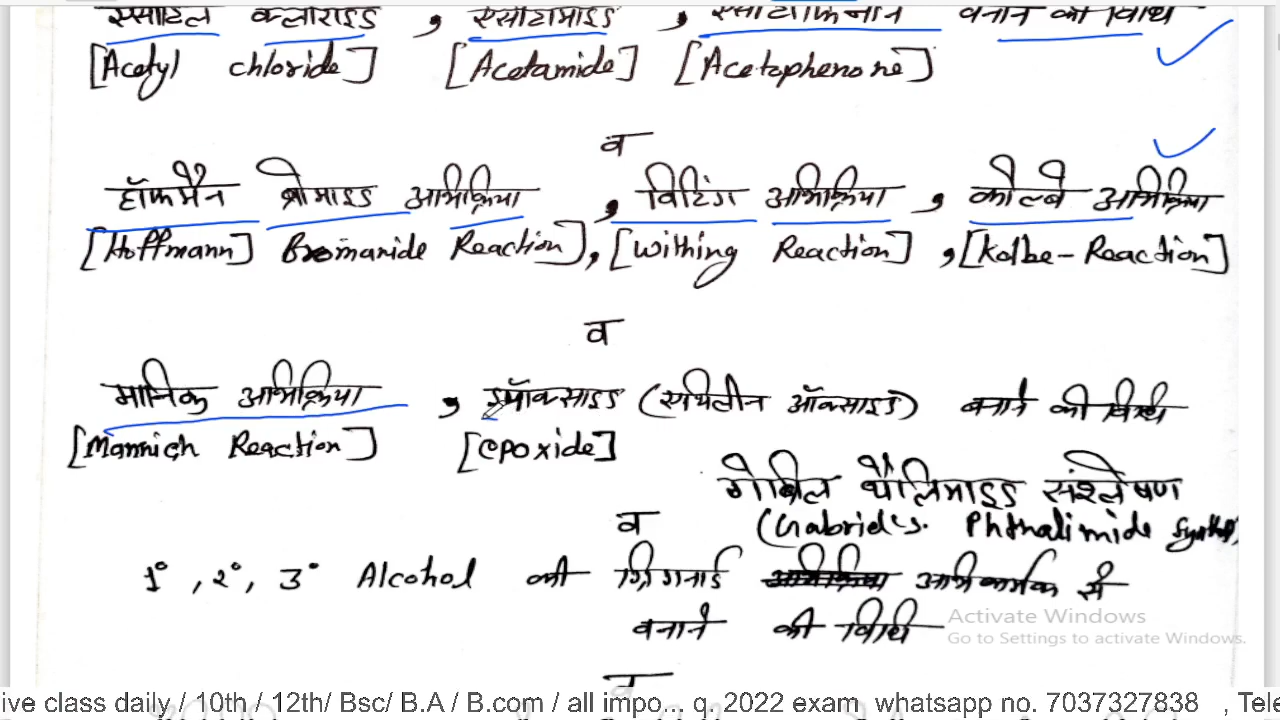 एसीटिल क्लोराइड , एसीटामाइड , एसीटोफिनोन बनाने की विधि
[Acetyl chloride] [Acetamide] [Acetophenone]
व
हॉफमैन ब्रोमाइड अभिक्रिया , विटिंग अभिक्रिया , कोल्बे अभिक्रिया
[Hoffmann] Bromamide Reaction] , [Withing Reaction] , [Kolbe - Reaction]
व
मानिक अभिक्रिया , इपॉक्साइड (एथिलीन ऑक्साइड) बनाने की विधि
[Mannich Reaction] [epoxide]
गेब्रिल थैलिमाइड संश्लेषण
व (Gabriel's. Phthalimide
1° , 2° , 3° Alcohol की ग्रिगनार्ड अभिकर्मक से
बनाने की विधि
Activate Windows
Go to Settings to activate Windows.
व
ive class daily / 10th / 12th/ Bsc/ B.A / B.com / all impo... q. 2022 exam whatsapp no. 7037327838 , Tele